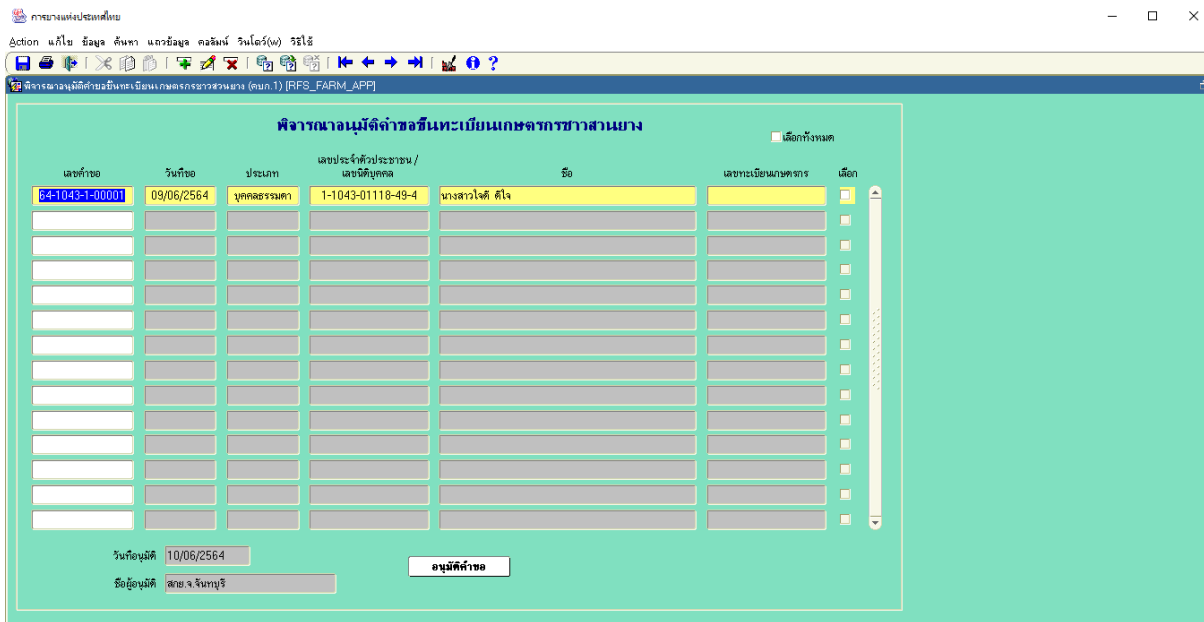 การยางแห่งประเทศไทย
Action แก้ไข ข้อมูล ค้นหา แถวข้อมูล คอลัมน์ วินโดว์(w) วิธีใช้
พิจารณาอนุมัติคำขอขึ้นทะเบียนเกษตรกรชาวสวนยาง (คบก.1) [RFS_FARM_APP]
พิจารณาอนุมัติคำขอขึ้นทะเบียนเกษตรกรชาวสวนยาง
เลือกทั้งหมด
เลขคำขอ วันที่ขอ ประเภท เลขประจำตัวประชาชน / เลขนิติบุคคล ชื่อ เลขทะเบียนเกษตรกร เลือก
64-1043-1-00001 09/06/2564 บุคคลธรรมดา 1-1043-01118-49-4 นางสาวใจดี ดีใจ
วันที่อนุมัติ 10/06/2564
อนุมัติคำขอ
ชื่อผู้อนุมัติ สกย.จ.จันทบุรี